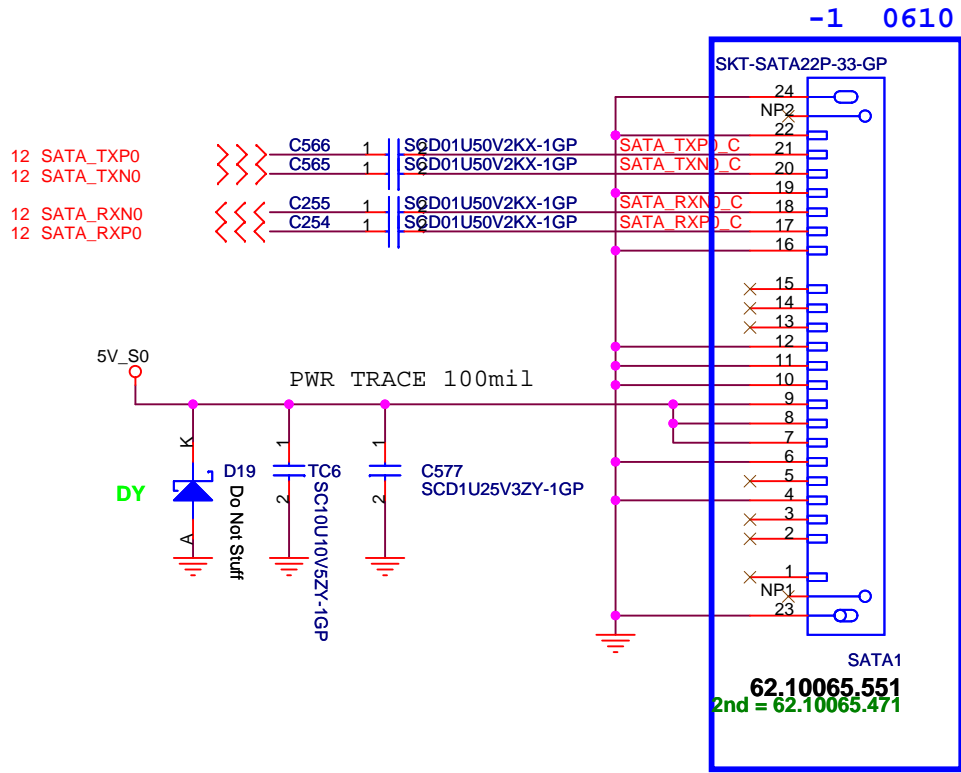 -1 0610
SKT-SATA22P-33-GP
24
NP2
22
12 SATA_TXP0 C566 1 2 SCD01U50V2KX-1GP SATA_TXP0_C 21
12 SATA_TXN0 C565 1 2 SCD01U50V2KX-1GP SATA_TXN0_C 20
19
12 SATA_RXN0 C255 1 2 SCD01U50V2KX-1GP SATA_RXN0_C 18
12 SATA_RXP0 C254 1 2 SCD01U50V2KX-1GP SATA_RXP0_C 17
16
15
14
13
12
5V_S0 11
PWR TRACE 100mil 10
9
8
7
K 1 1 6
DY D19 TC6 C577 5
Do Not Stuff SC10U10V5ZY-1GP SCD1U25V3ZY-1GP
A 2 2 4
3
2
1
NP1
23
SATA1
62.10065.551
2nd = 62.10065.471